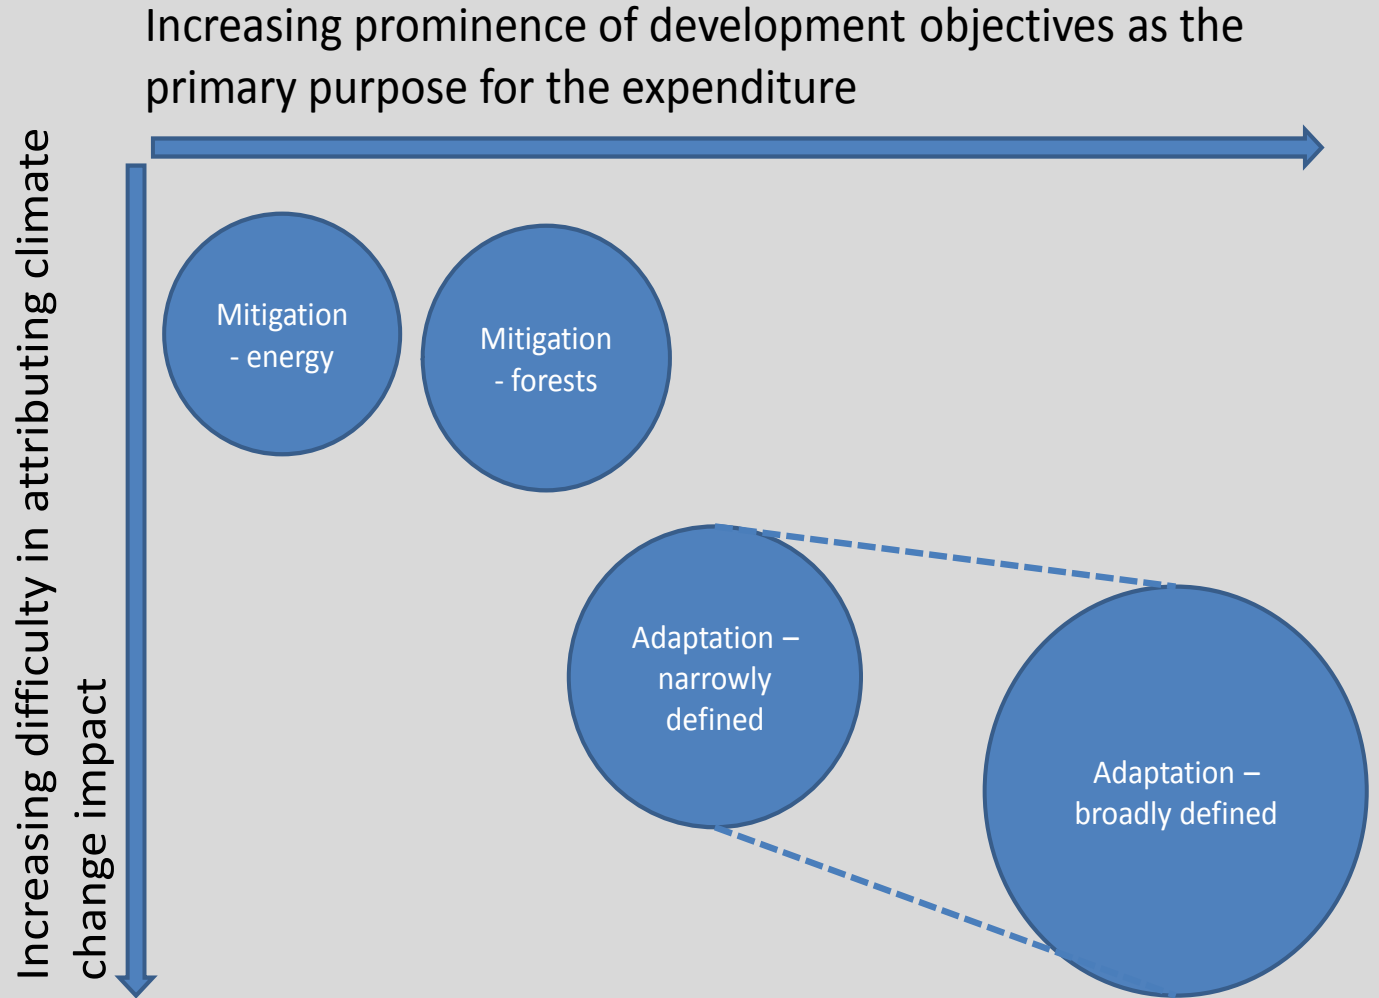 Increasing prominence of development objectives as the
primary purpose for the expenditure
Increasing difficulty in attributing climate
change impact
Mitigation
- energy
Mitigation
- forests
Adaptation –
narrowly
defined
Adaptation –
broadly defined